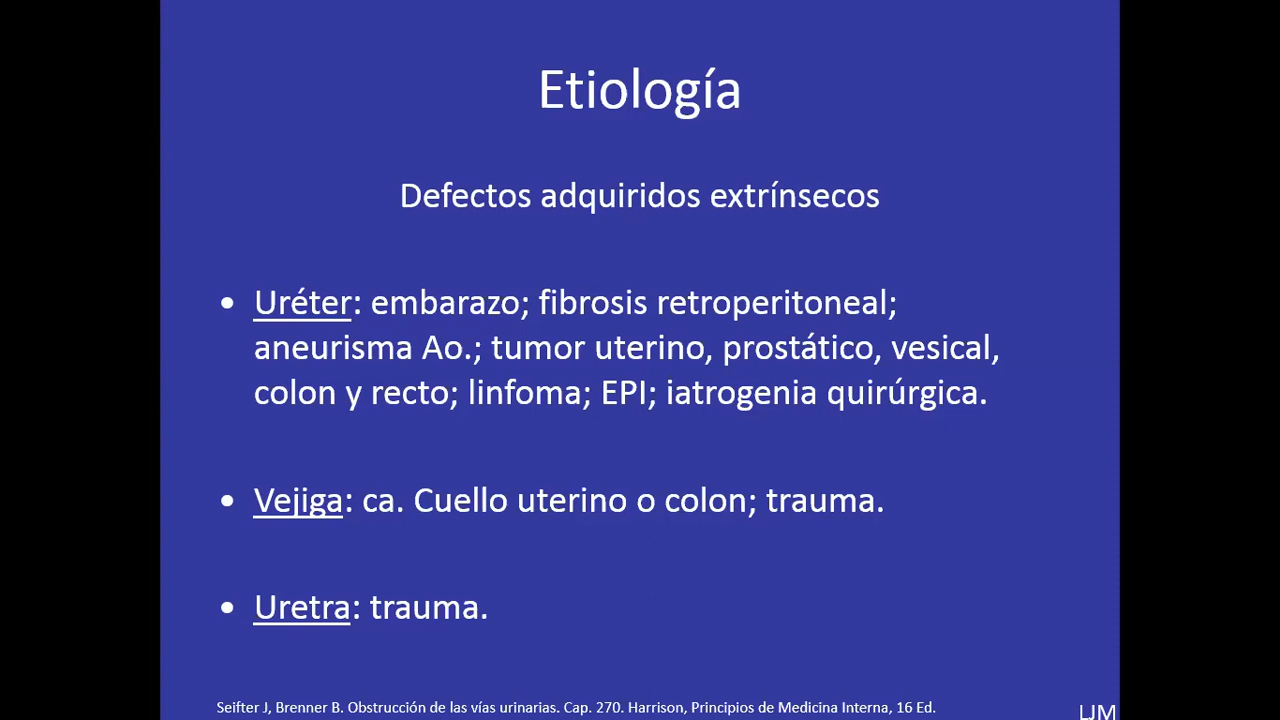 Etiología
Defectos adquiridos extrínsecos
• Uréter: embarazo; fibrosis retroperitoneal;
aneurisma Ao.; tumor uterino, prostático, vesical,
colon y recto; linfoma; EPI; iatrogenia quirúrgica.
• Vejiga: ca. Cuello uterino o colon; trauma.
• Uretra: trauma.
Seifter J, Brenner B. Obstrucción de las vías urinarias. Cap. 270. Harrison, Principios de Medicina Interna, 16 Ed.
LJM